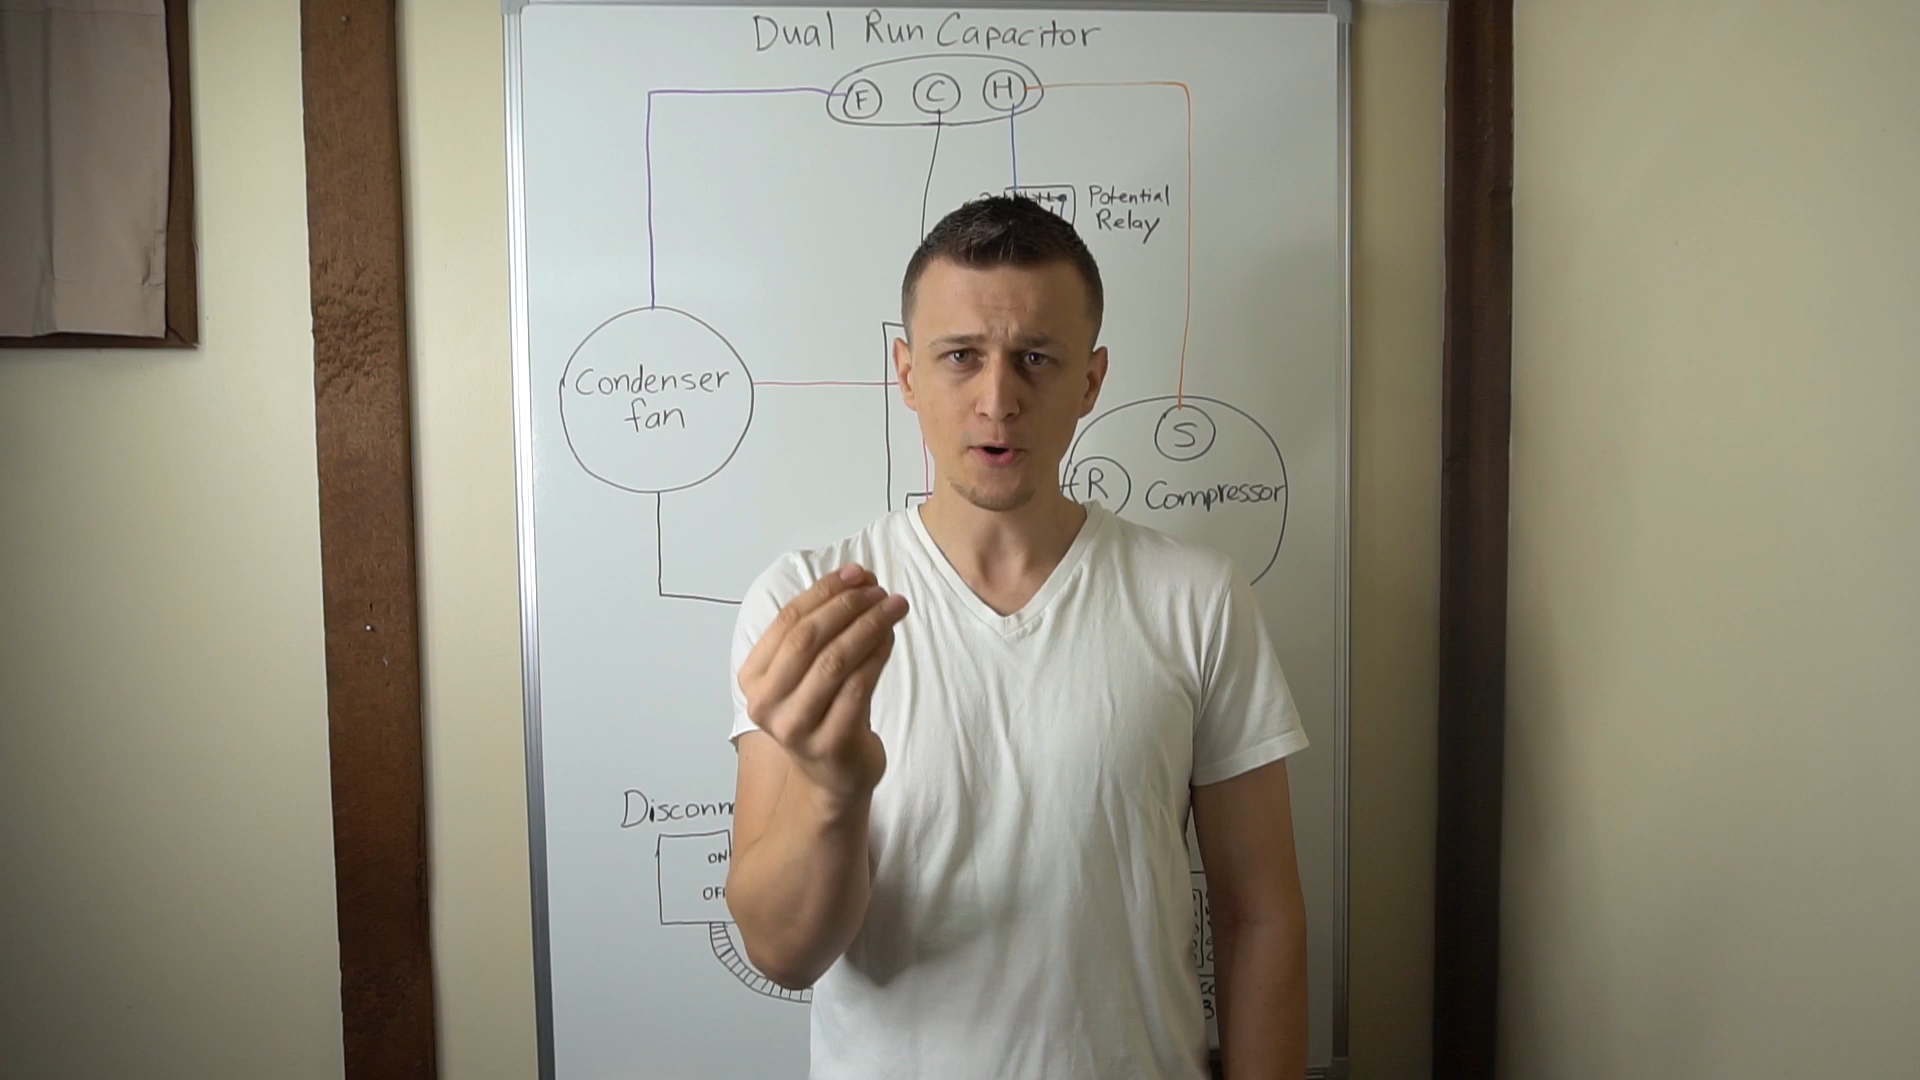 Dual Run Capacitor
F C H
Potential
Relay
Condenser
fan
S
R
Compressor
ON